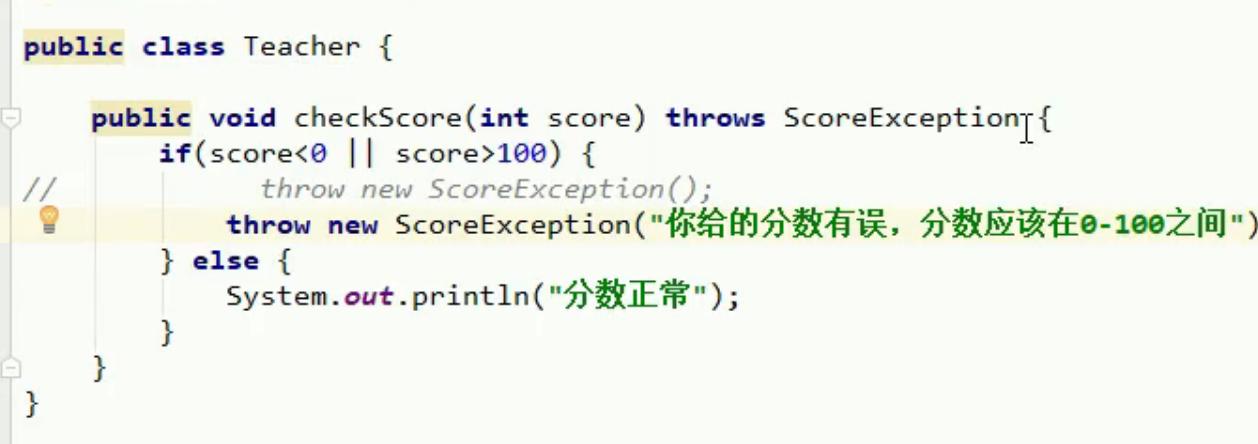 public class Teacher {
public void checkScore(int score) throws ScoreException {
if(score<0 || score>100) {
// throw new ScoreException();
throw new ScoreException("你给的分数有误，分数应该在0-100之间")
} else {
System.out.println("分数正常");
}
}
}